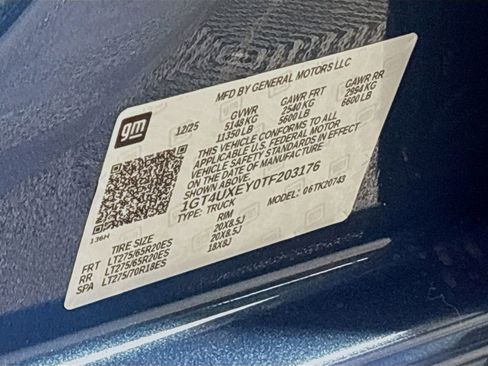 MFD BY GENERAL MOTORS LLC
gm
12/25 GVWR GAWR FRT GAWR RR
5148 KG 2540 KG 2994 KG
11350 LB 5600 LB 6600 LB
THIS VEHICLE CONFORMS TO ALL
APPLICABLE U.S. FEDERAL MOTOR
VEHICLE SAFETY STANDARDS IN EFFECT
ON THE DATE OF MANUFACTURE
SHOWN ABOVE.
1GT4UXEY0TF203176
TYPE: TRUCK MODEL: 06TK20743
136H
TIRE SIZE RIM
FRT LT275/65R20ES 20X8.5J
RR LT275/65R20ES 20X8.5J
SPA LT275/70R18ES 18X8J